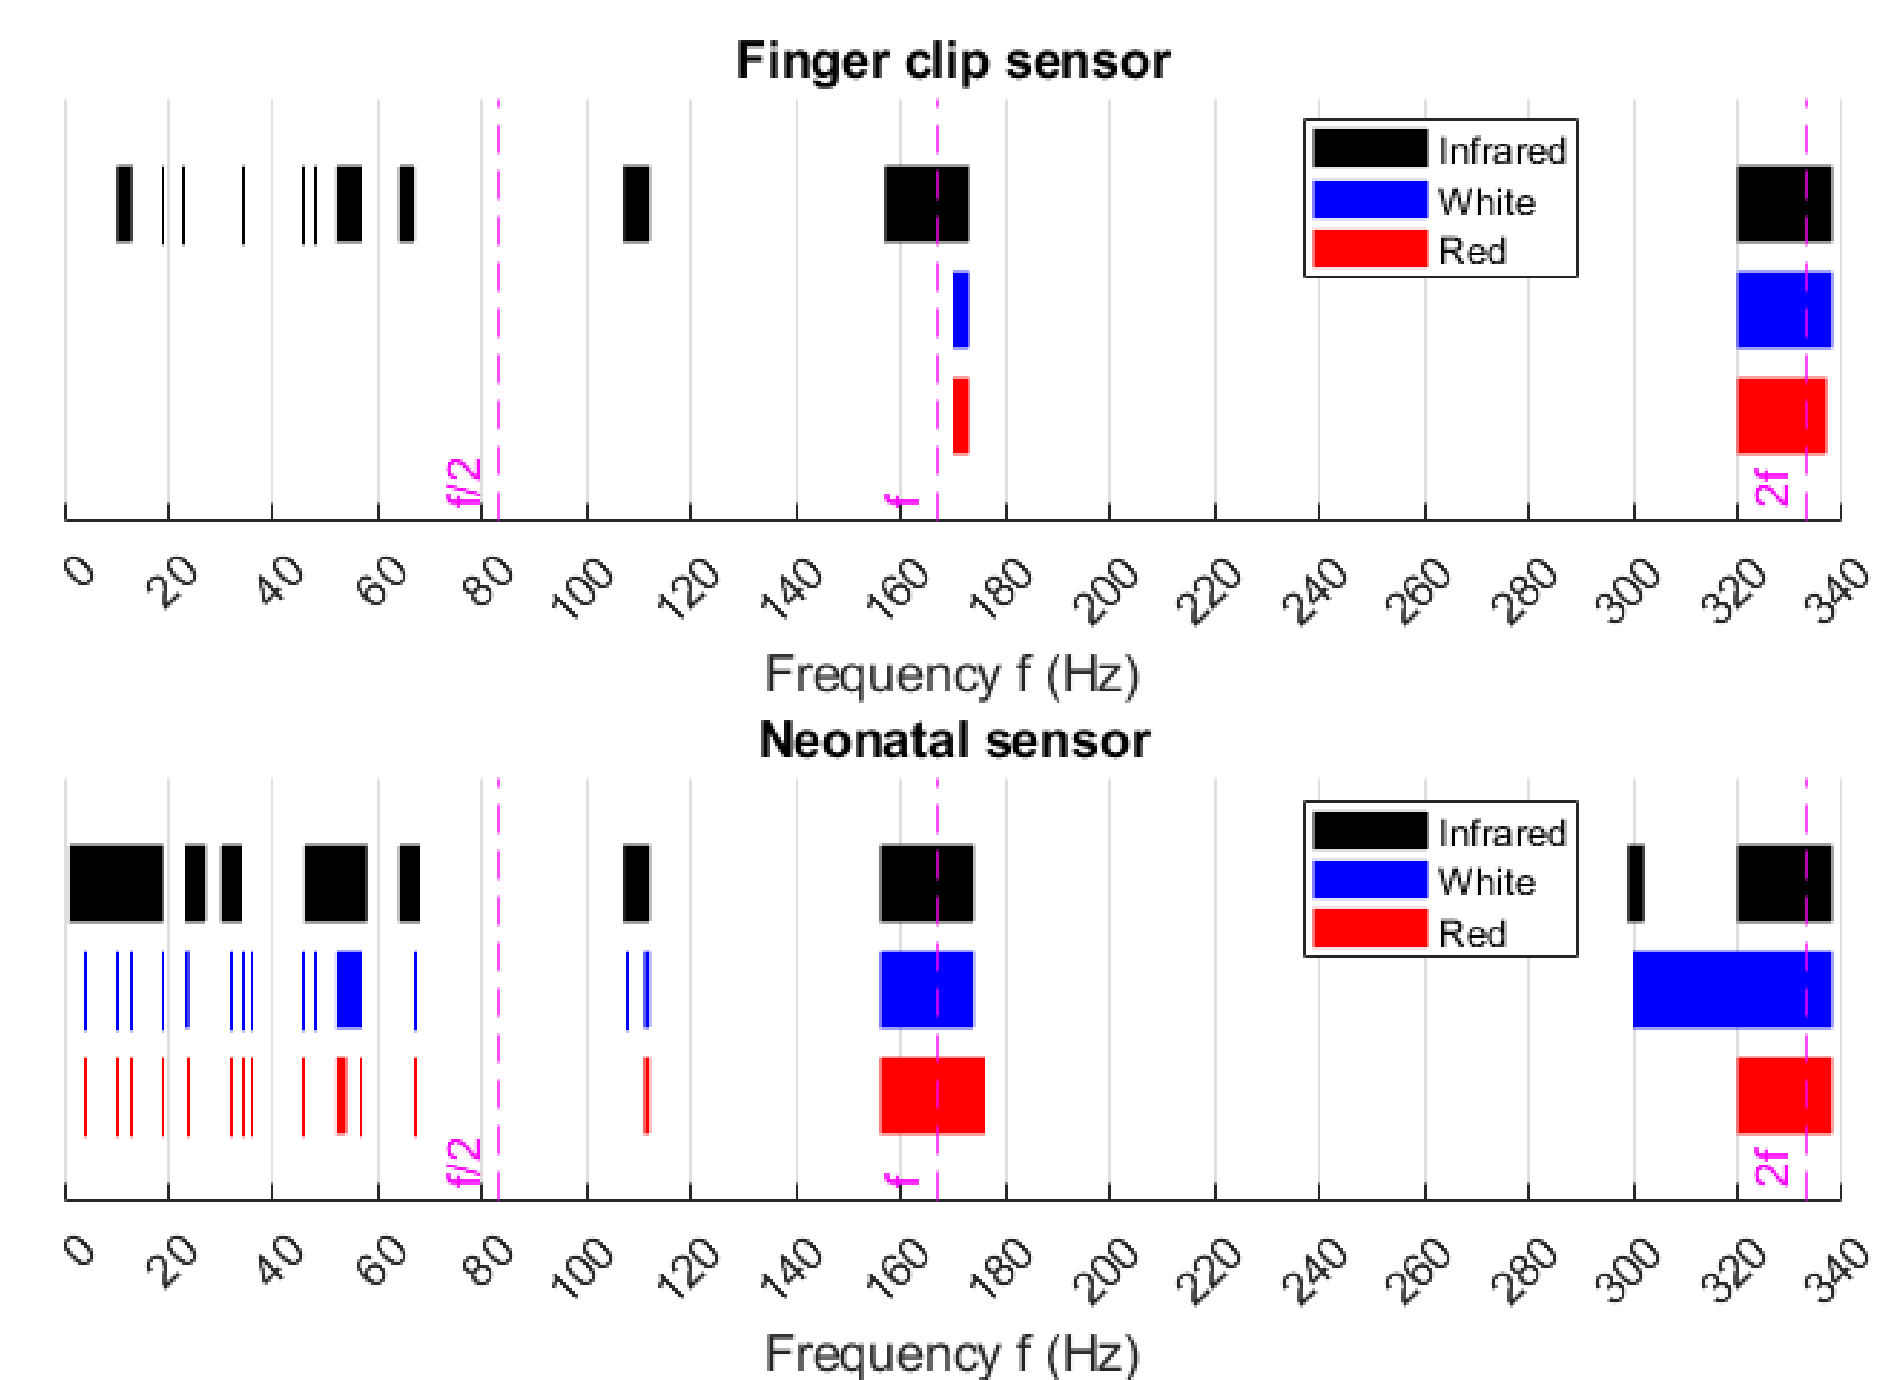 Finger clip sensor
Infrared
White
Red
f/2 f 2f
0 20 40 60 80 100 120 140 160 180 200 220 240 260 280 300 320 340
Frequency f (Hz)
Neonatal sensor
Infrared
White
Red
f/2 f 2f
0 20 40 60 80 100 120 140 160 180 200 220 240 260 280 300 320 340
Frequency f (Hz)